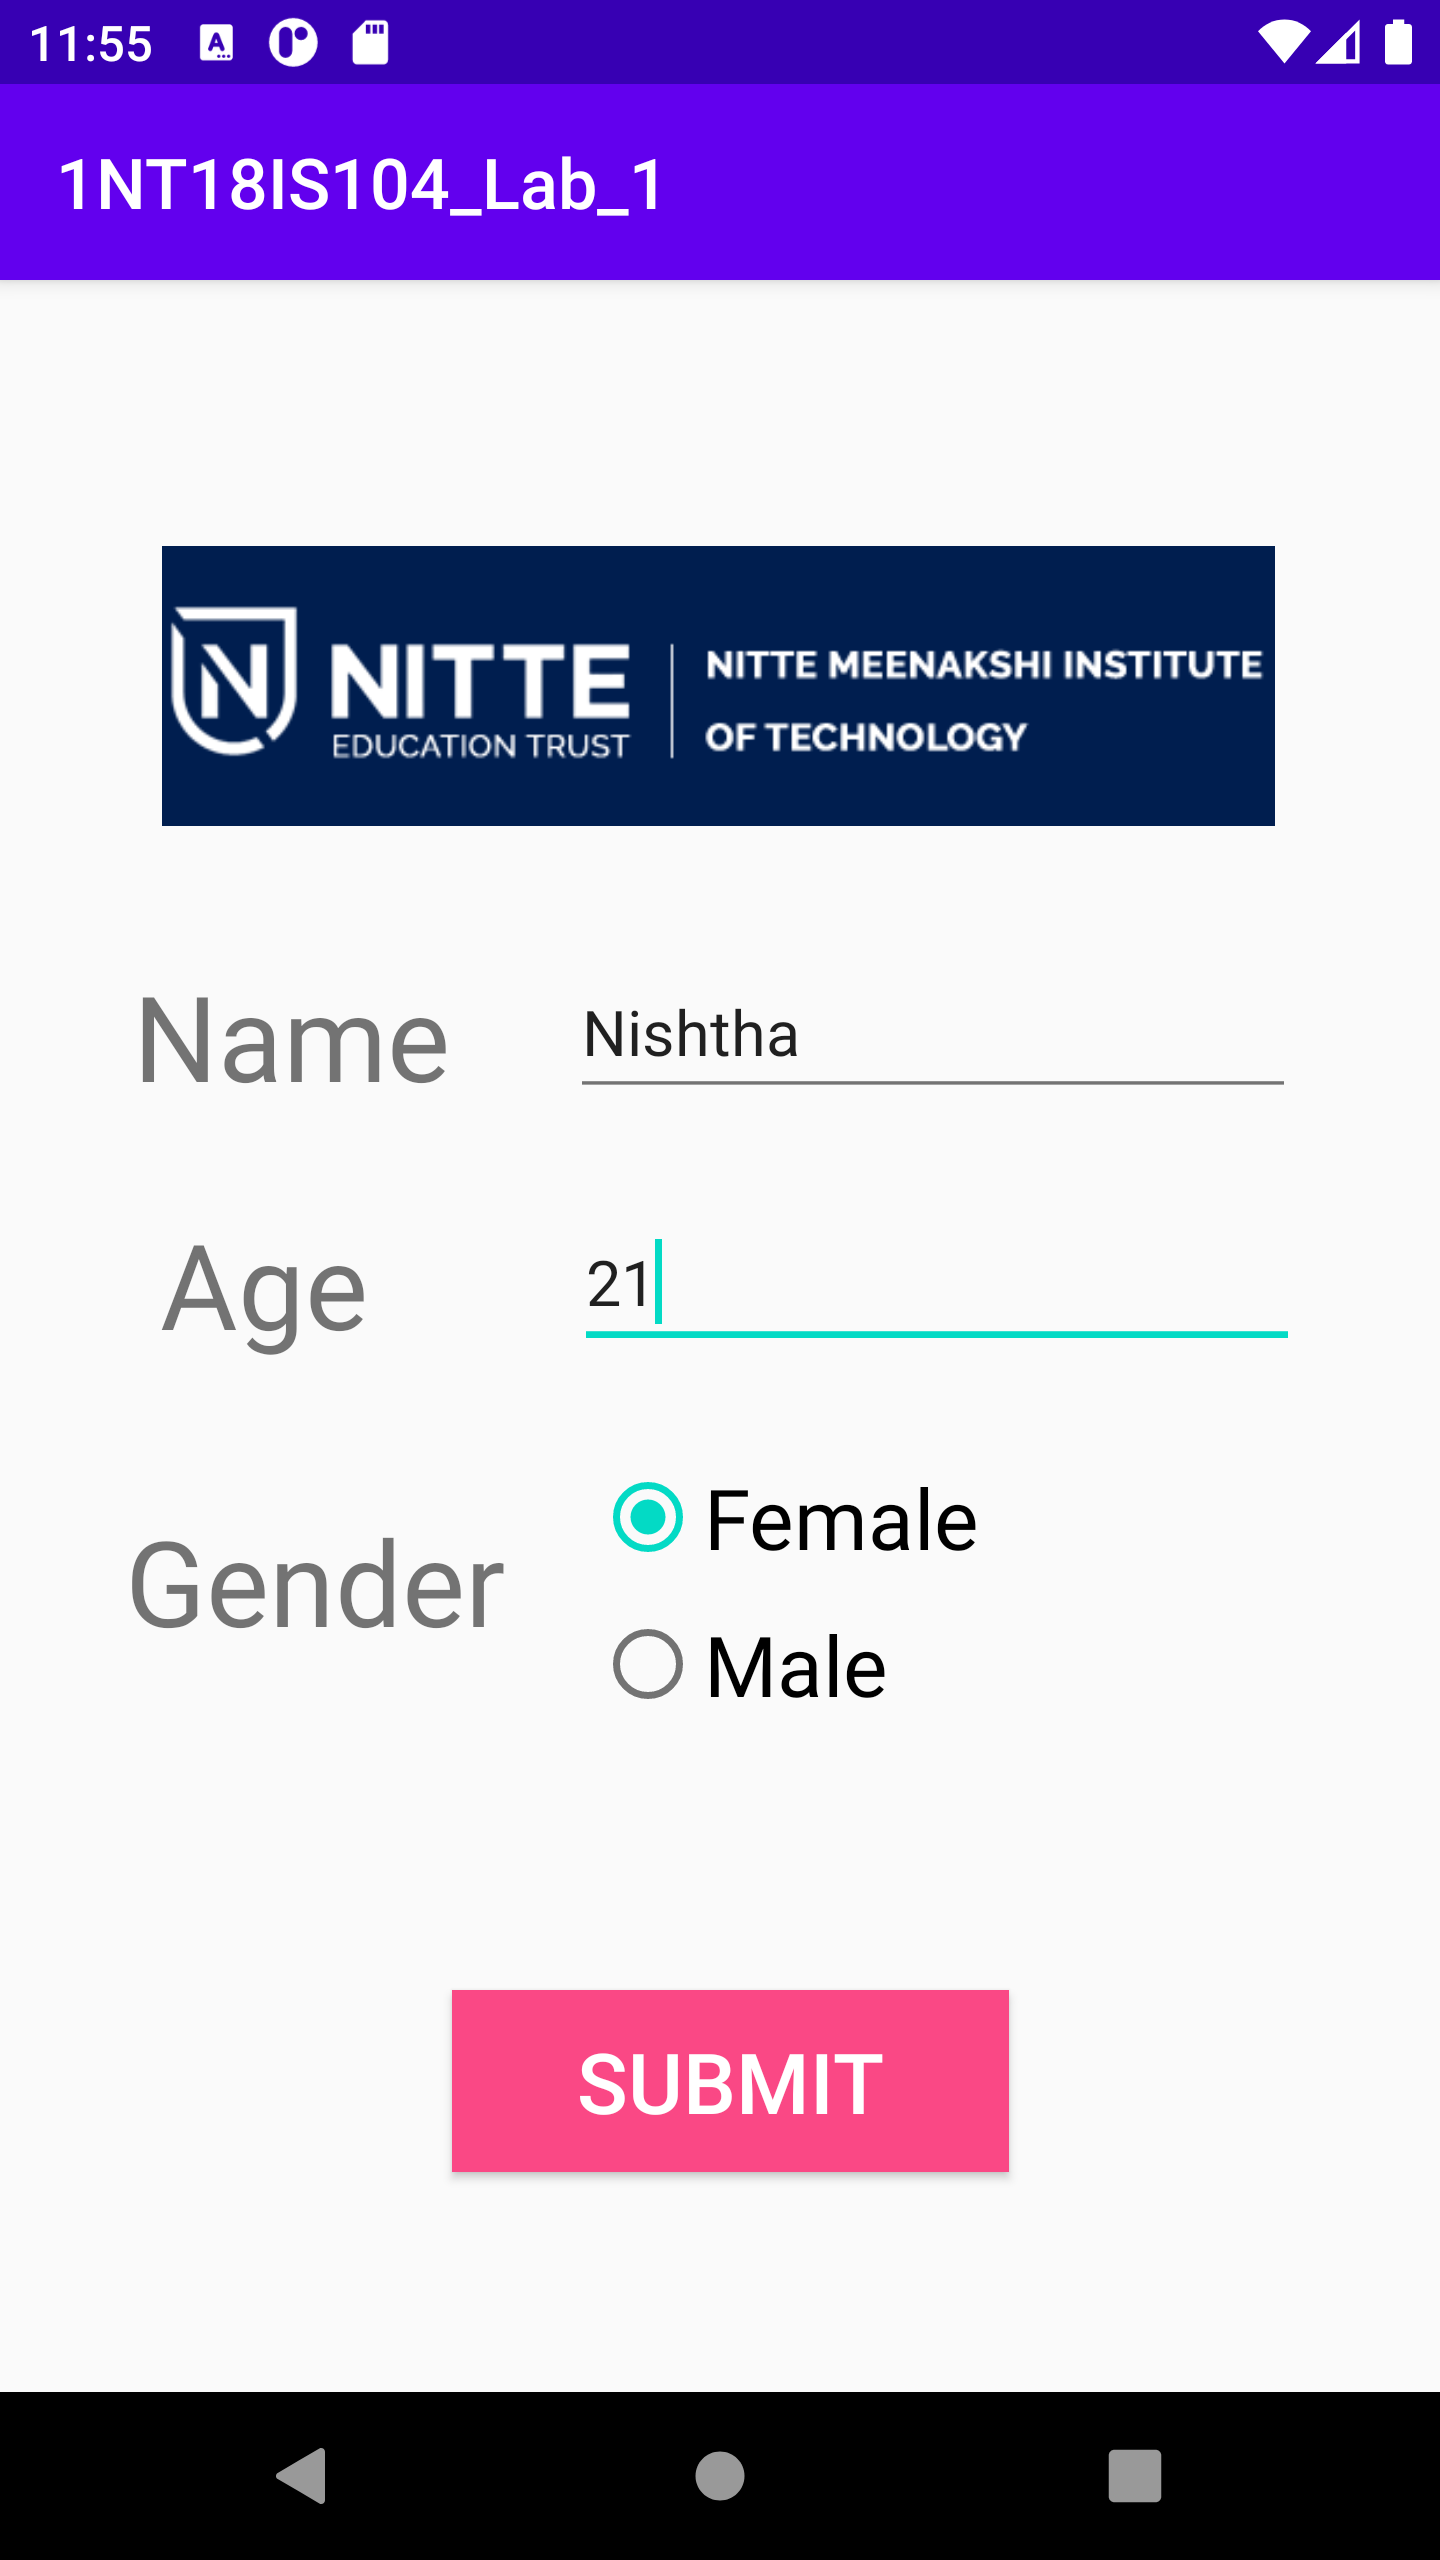 11:55
1NT18IS104_Lab_1
NITTE
EDUCATION TRUST
NITTE MEENAKSHI INSTITUTE
OF TECHNOLOGY
Name Nishtha
Age 21
Gender
Female
Male
SUBMIT